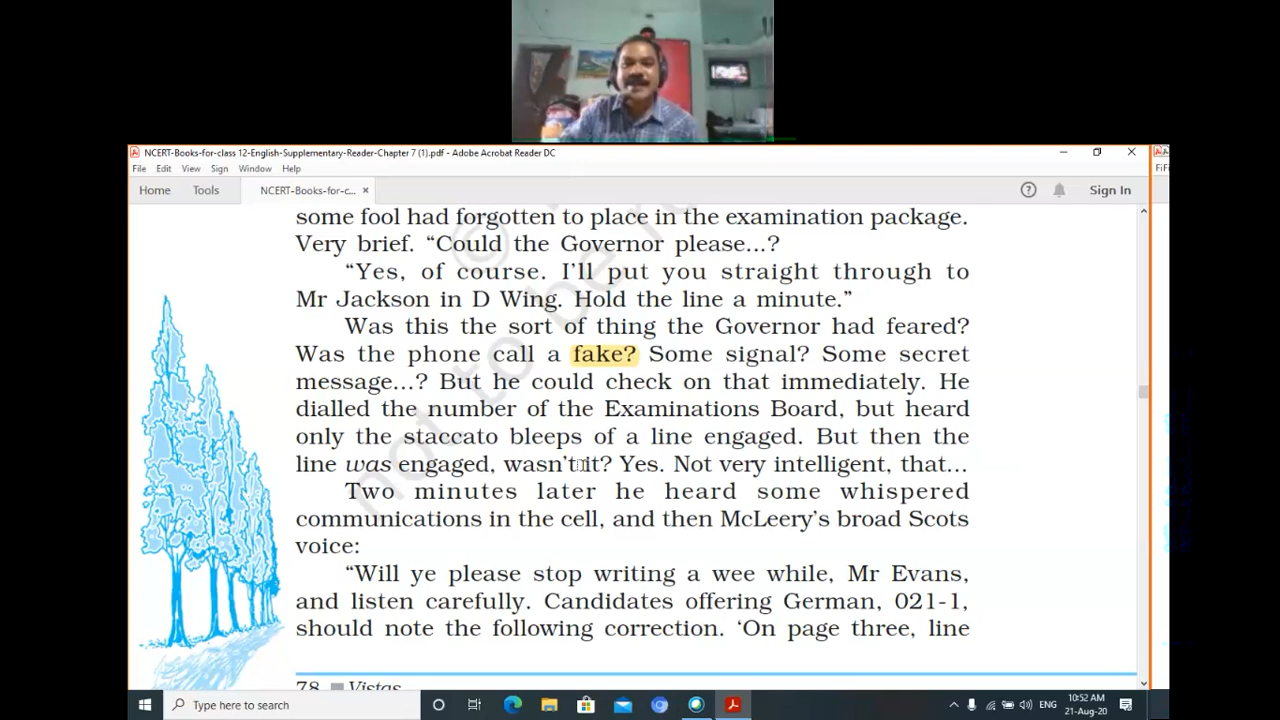 NCERT-Books-for-class 12-English-Supplementary-Reader-Chapter 7 (1).pdf - Adobe Acrobat Reader DC
File Edit View Sign Window Help
Home Tools NCERT-Books-for-c... Sign In
FiFi
some fool had forgotten to place in the examination package.
Very brief. “Could the Governor please...?
“Yes, of course. I’ll put you straight through to
Mr Jackson in D Wing. Hold the line a minute.”
Was this the sort of thing the Governor had feared?
Was the phone call a fake? Some signal? Some secret
message...? But he could check on that immediately. He
dialled the number of the Examinations Board, but heard
only the staccato bleeps of a line engaged. But then the
line was engaged, wasn’t it? Yes. Not very intelligent, that...
Two minutes later he heard some whispered
communications in the cell, and then McLeery’s broad Scots
voice:
“Will ye please stop writing a wee while, Mr Evans,
and listen carefully. Candidates offering German, 021-1,
should note the following correction. ‘On page three, line
78 Vistas
© not to be re
Type here to search
ENG
10:52 AM
21-Aug-20